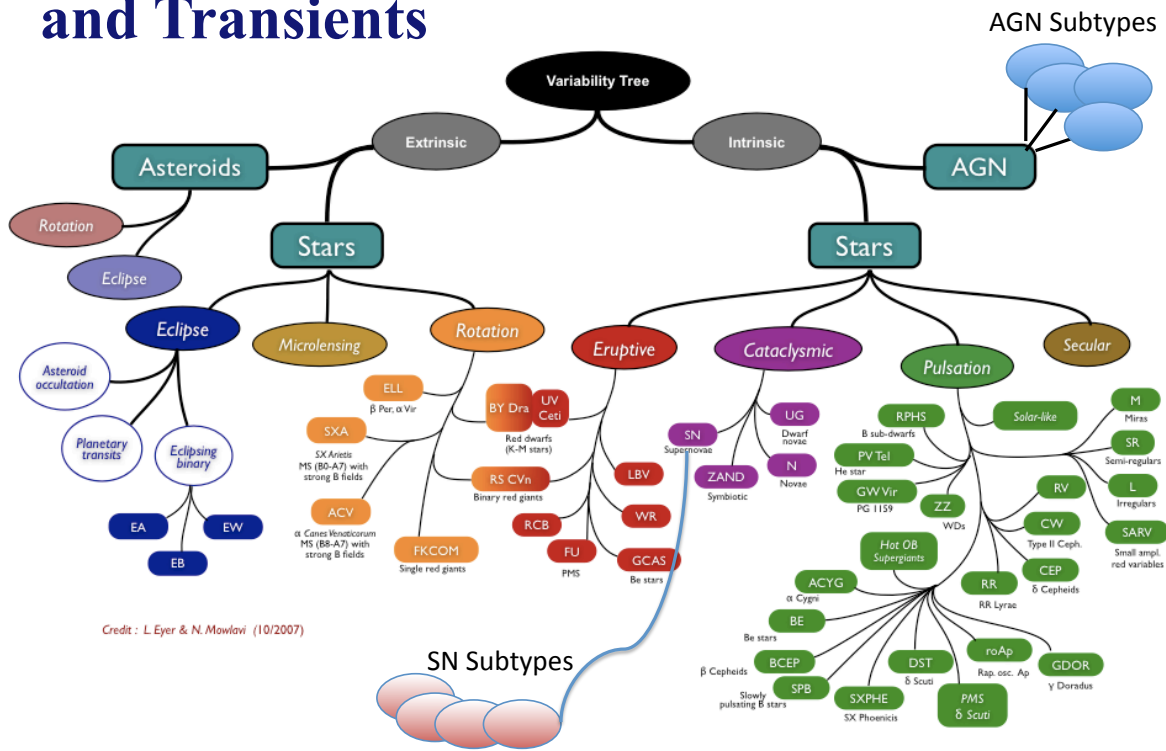 and Transients
AGN Subtypes
Variability Tree
Extrinsic
Intrinsic
Asteroids
AGN
Rotation
Eclipse
Stars
Stars
Eclipse
Microlensing
Rotation
Eruptive
Cataclysmic
Pulsation
Secular
Asteroid
occultation
Planetary
transits
Eclipsing
binary
EA
EB
EW
ELL
β Per, α Vir
SXA
SX Arietis
MS (B0-A7) with
strong B fields
ACV
α Canes Venaticorum
MS (B8-A7) with
strong B fields
FKCOM
Single red giants
BY Dra
UV
Ceti
Red dwarfs
(K-M stars)
RS CVn
Binary red giants
LBV
WR
RCB
FU
PMS
GCAS
Be stars
SN
Supernovae
ZAND
Symbiotic
UG
Dwarf
novae
N
Novae
RPHS
B sub-dwarfs
Solar-like
PV Tel
He star
GW Vir
PG 1159
ZZ
WDs
M
Miras
SR
Semi-regulars
L
Irregulars
SARV
Small ampl.
red variables
RV
CW
Type II Ceph.
CEP
δ Cepheids
RR
RR Lyrae
Hot OB
Supergiants
ACYG
α Cygni
BE
Be stars
BCEP
β Cepheids
SPB
Slowly
pulsating B stars
SXPHE
SX Phoenicis
DST
δ Scuti
PMS
δ Scuti
roAp
Rap. osc. Ap
GDOR
γ Doradus
Credit : L. Eyer & N. Mowlavi (10/2007)
SN Subtypes